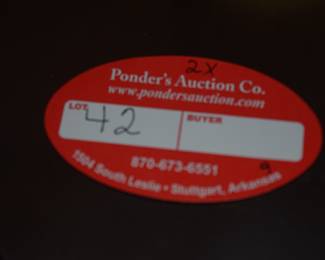 2x
Ponder's Auction Co.
www.pondersauction.com
LOT
BUYER
42
870-673-6551
1504 South Leslie • Stuttgart, Arkansas